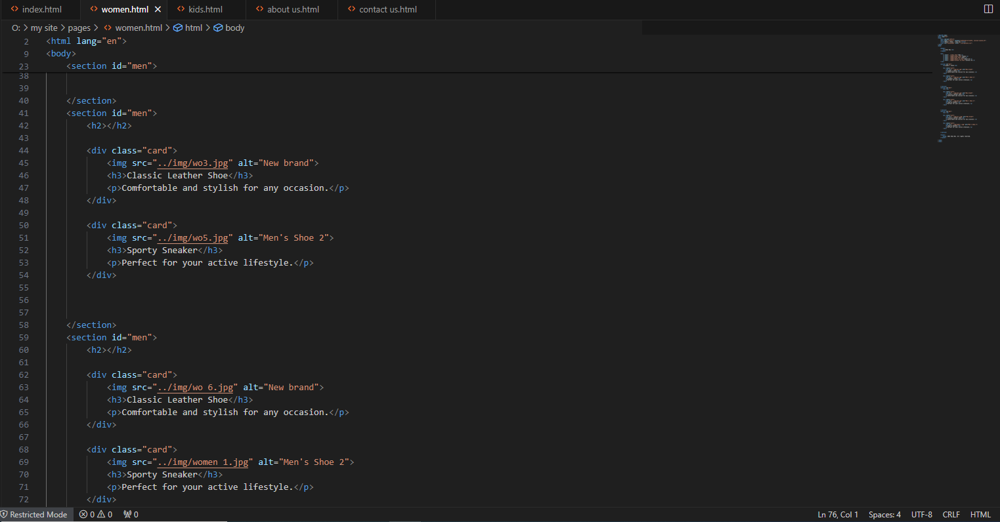 index.html women.html kids.html about us.html contact us.html
O: my site pages women.html html body
2 <html lang="en">
9 <body>
23 <section id="men">
38
39
40 </section>
41 <section id="men">
42 <h2></h2>
43
44 <div class="card">
45 <img src="../img/wo3.jpg" alt="New brand">
46 <h3>Classic Leather Shoe</h3>
47 <p>Comfortable and stylish for any occasion.</p>
48 </div>
49
50 <div class="card">
51 <img src="../img/wo5.jpg" alt="Men's Shoe 2">
52 <h3>Sporty Sneaker</h3>
53 <p>Perfect for your active lifestyle.</p>
54 </div>
55
56
57
58 </section>
59 <section id="men">
60 <h2></h2>
61
62 <div class="card">
63 <img src="../img/wo 6.jpg" alt="New brand">
64 <h3>Classic Leather Shoe</h3>
65 <p>Comfortable and stylish for any occasion.</p>
66 </div>
67
68 <div class="card">
69 <img src="../img/women 1.jpg" alt="Men's Shoe 2">
70 <h3>Sporty Sneaker</h3>
71 <p>Perfect for your active lifestyle.</p>
72 </div>
Restricted Mode 0 0 0 Ln 76, Col 1 Spaces: 4 UTF-8 CRLF HTML